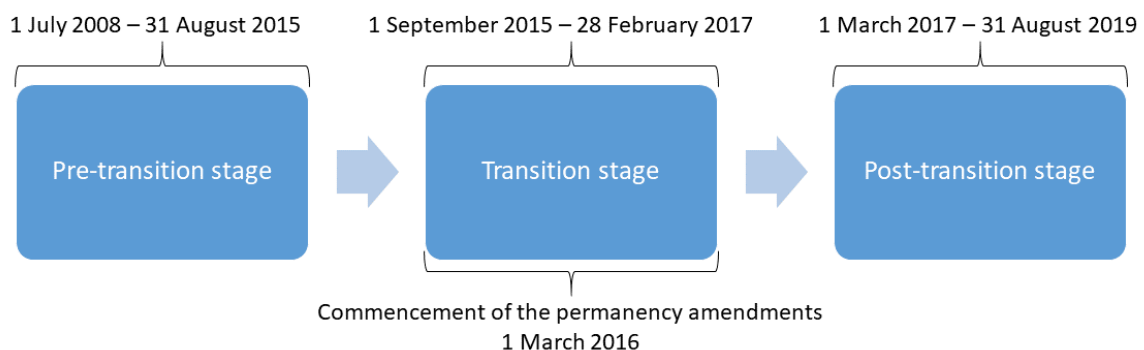 1 July 2008 – 31 August 2015
1 September 2015 – 28 February 2017
1 March 2017 – 31 August 2019
Pre-transition stage
Transition stage
Post-transition stage
Commencement of the permanency amendments
1 March 2016